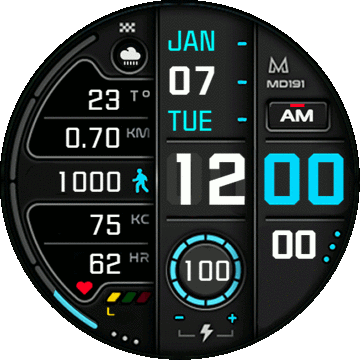 23 T°
0.70 KM
1000
75 KC
62 HR
L
JAN -
07 -
TUE -
12
100
- +
MD191
AM
00
00